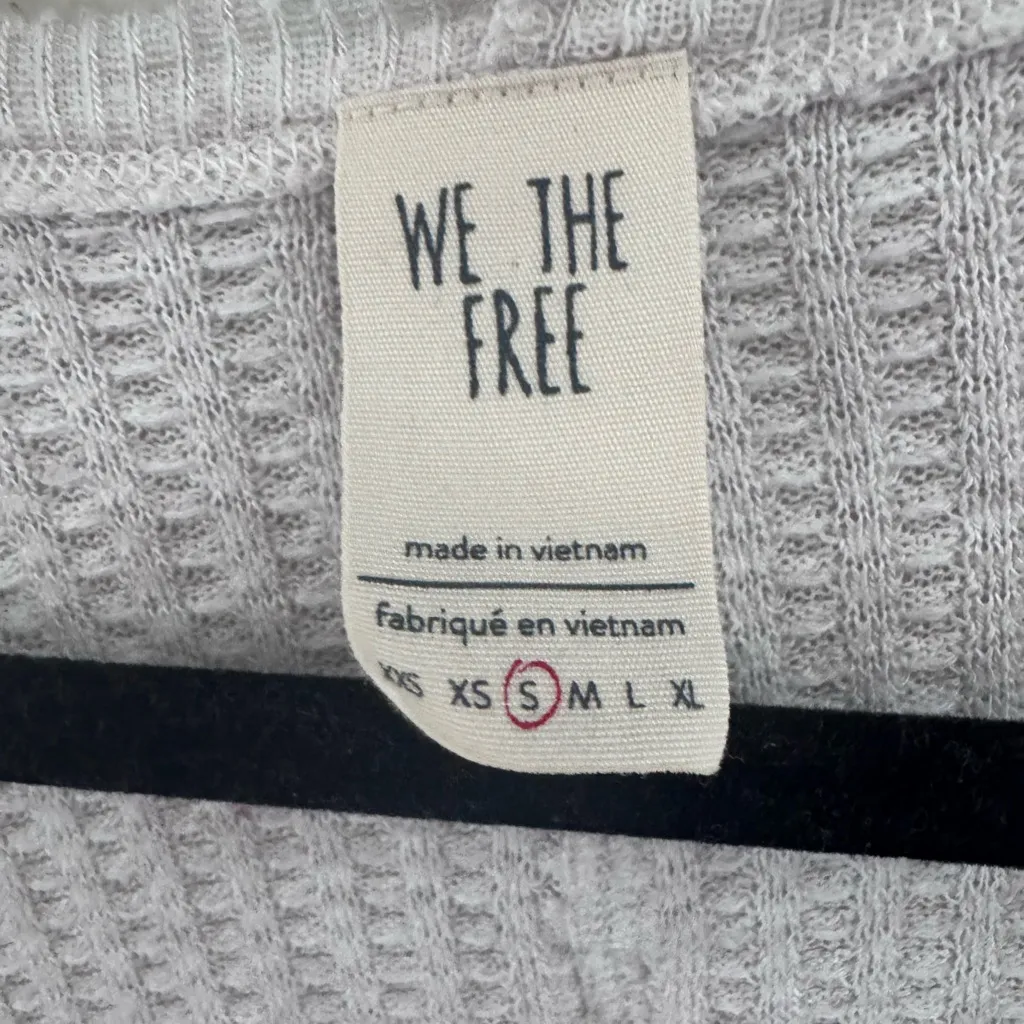 WE THE
FREE
made in vietnam
fabriqué en vietnam
XXS XS S M L XL